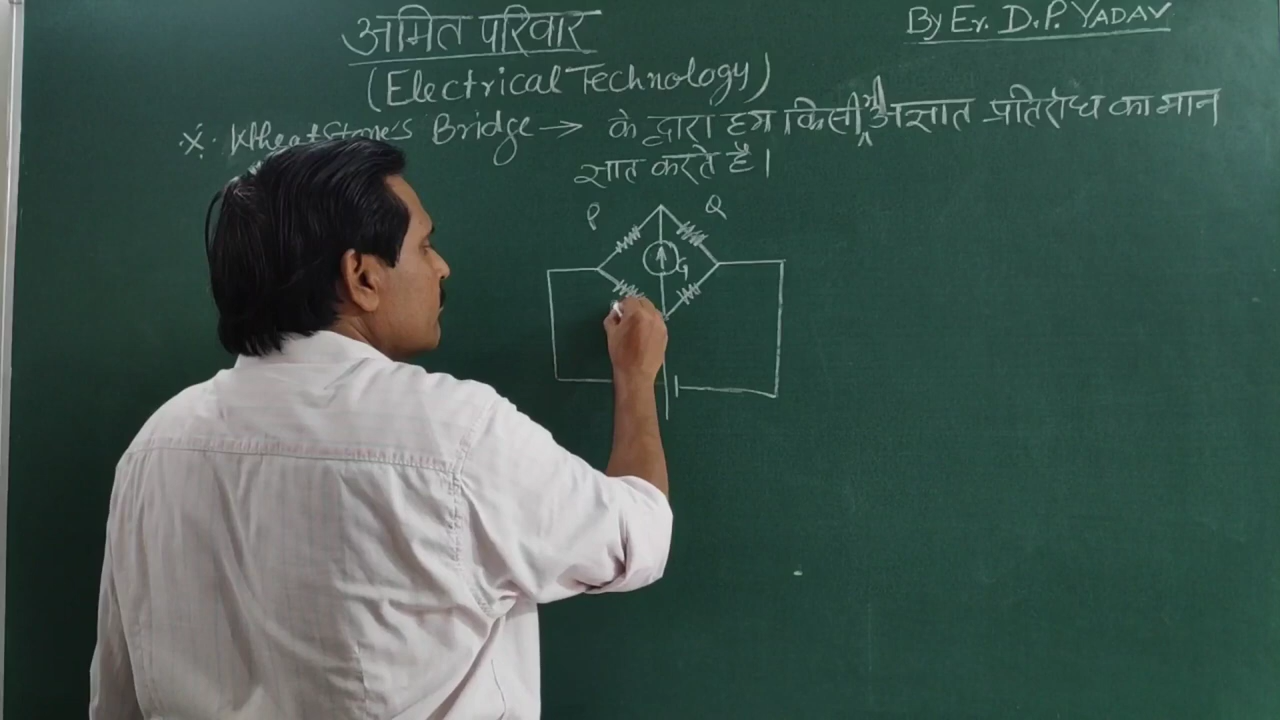 अमित परिवार
By Er. D.P. YADAV
(Electrical Technology)
※. Wheatstone's Bridge → के द्वारा हम किसी भी अज्ञात प्रतिरोध का मान
ज्ञात करते है।
P Q
G